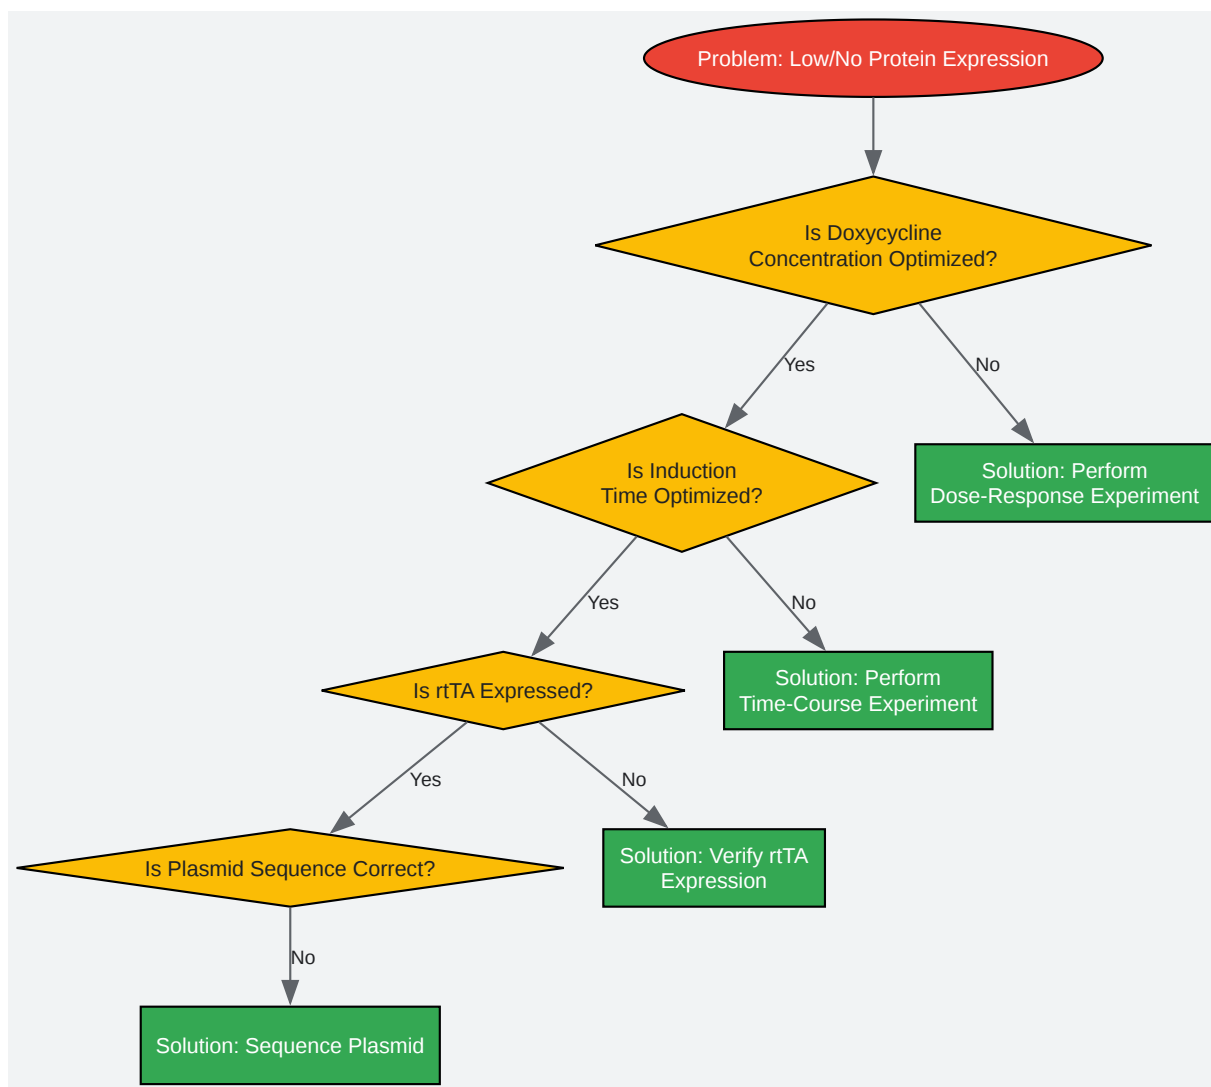 Problem: Low/No Protein Expression
Is Doxycycline
Concentration Optimized?
Yes
No
Is Induction
Time Optimized?
Solution: Perform
Dose-Response Experiment
Yes
No
Is rtTA Expressed?
Solution: Perform
Time-Course Experiment
Yes
No
Is Plasmid Sequence Correct?
Solution: Verify rtTA
Expression
No
Solution: Sequence Plasmid